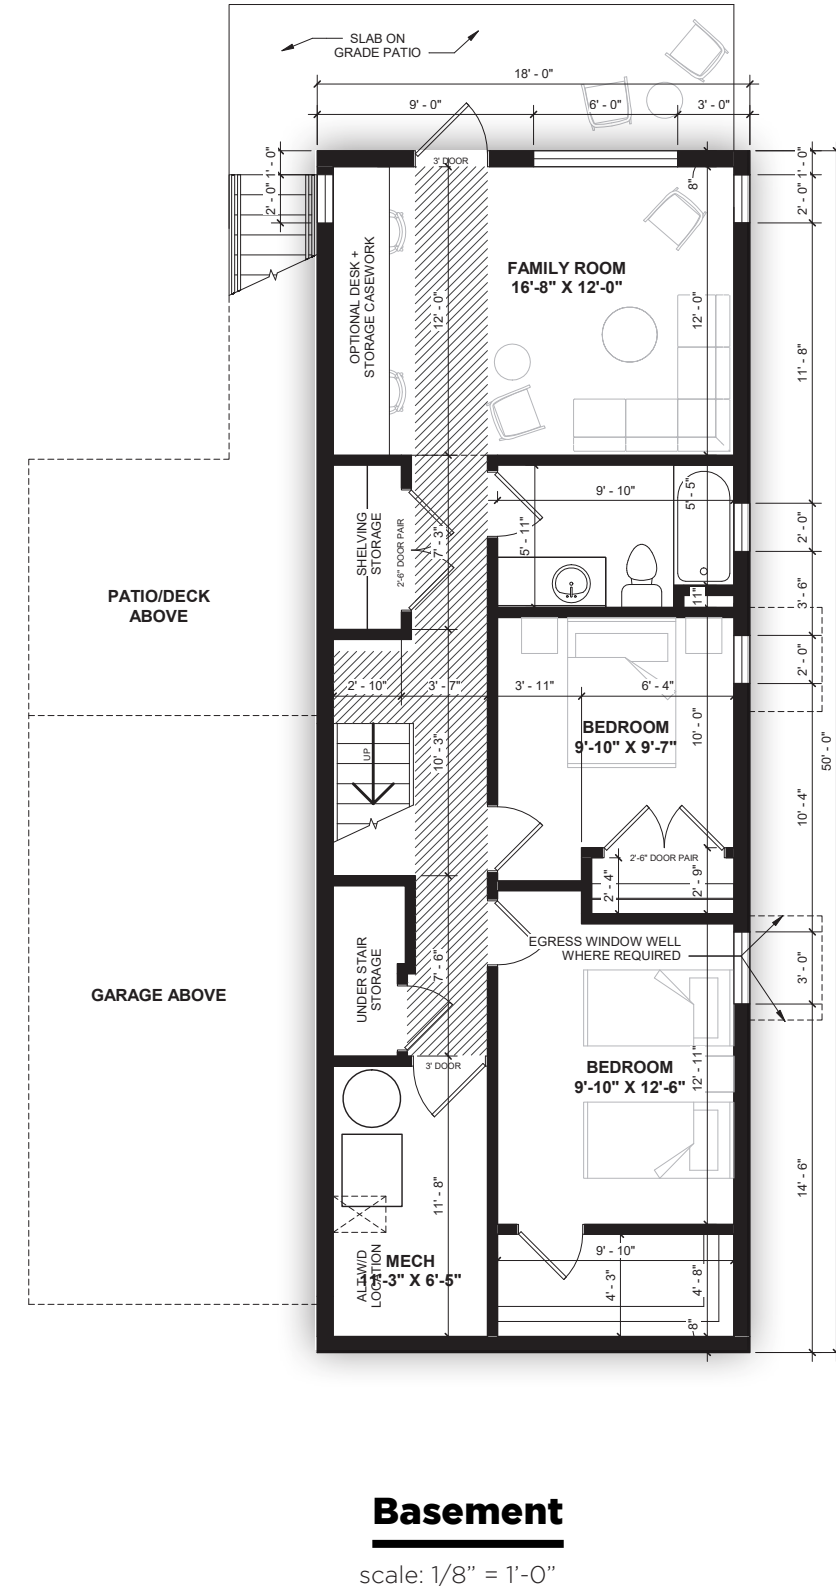 SLAB ON
GRADE PATIO
18' - 0"
9' - 0"
6' - 0"
3' - 0"
3' DOOR
1' - 0"
2' - 0"
8"
1' - 0"
2' - 0"
OPTIONAL DESK +
STORAGE CASEWORK
12' - 0"
FAMILY ROOM
16'-8" X 12'-0"
12' - 0"
11' - 8"
SHELVING
STORAGE
2'-6" DOOR PAIR
7' - 3"
9' - 10"
5' - 11"
5' - 5"
11"
2' - 0"
3' - 6"
2' - 0"
PATIO/DECK
ABOVE
2' - 10"
3' - 7"
3' - 11"
6' - 4"
UP
10' - 3"
BEDROOM
9'-10" X 9'-7"
10' - 0"
50' - 0"
10' - 4"
2'-6" DOOR PAIR
2' - 4"
2' - 9"
EGRESS WINDOW WELL
WHERE REQUIRED
3' - 0"
GARAGE ABOVE
UNDER STAIR
STORAGE
7' - 6"
3' DOOR
BEDROOM
9'-10" X 12'-6"
12' - 11"
14' - 6"
11' - 8"
ALT.W/D
LOCATION
MECH
11'-3" X 6'-5"
9' - 10"
4' - 3"
4' - 8"
8"
Basement
scale: 1/8” = 1’-0”